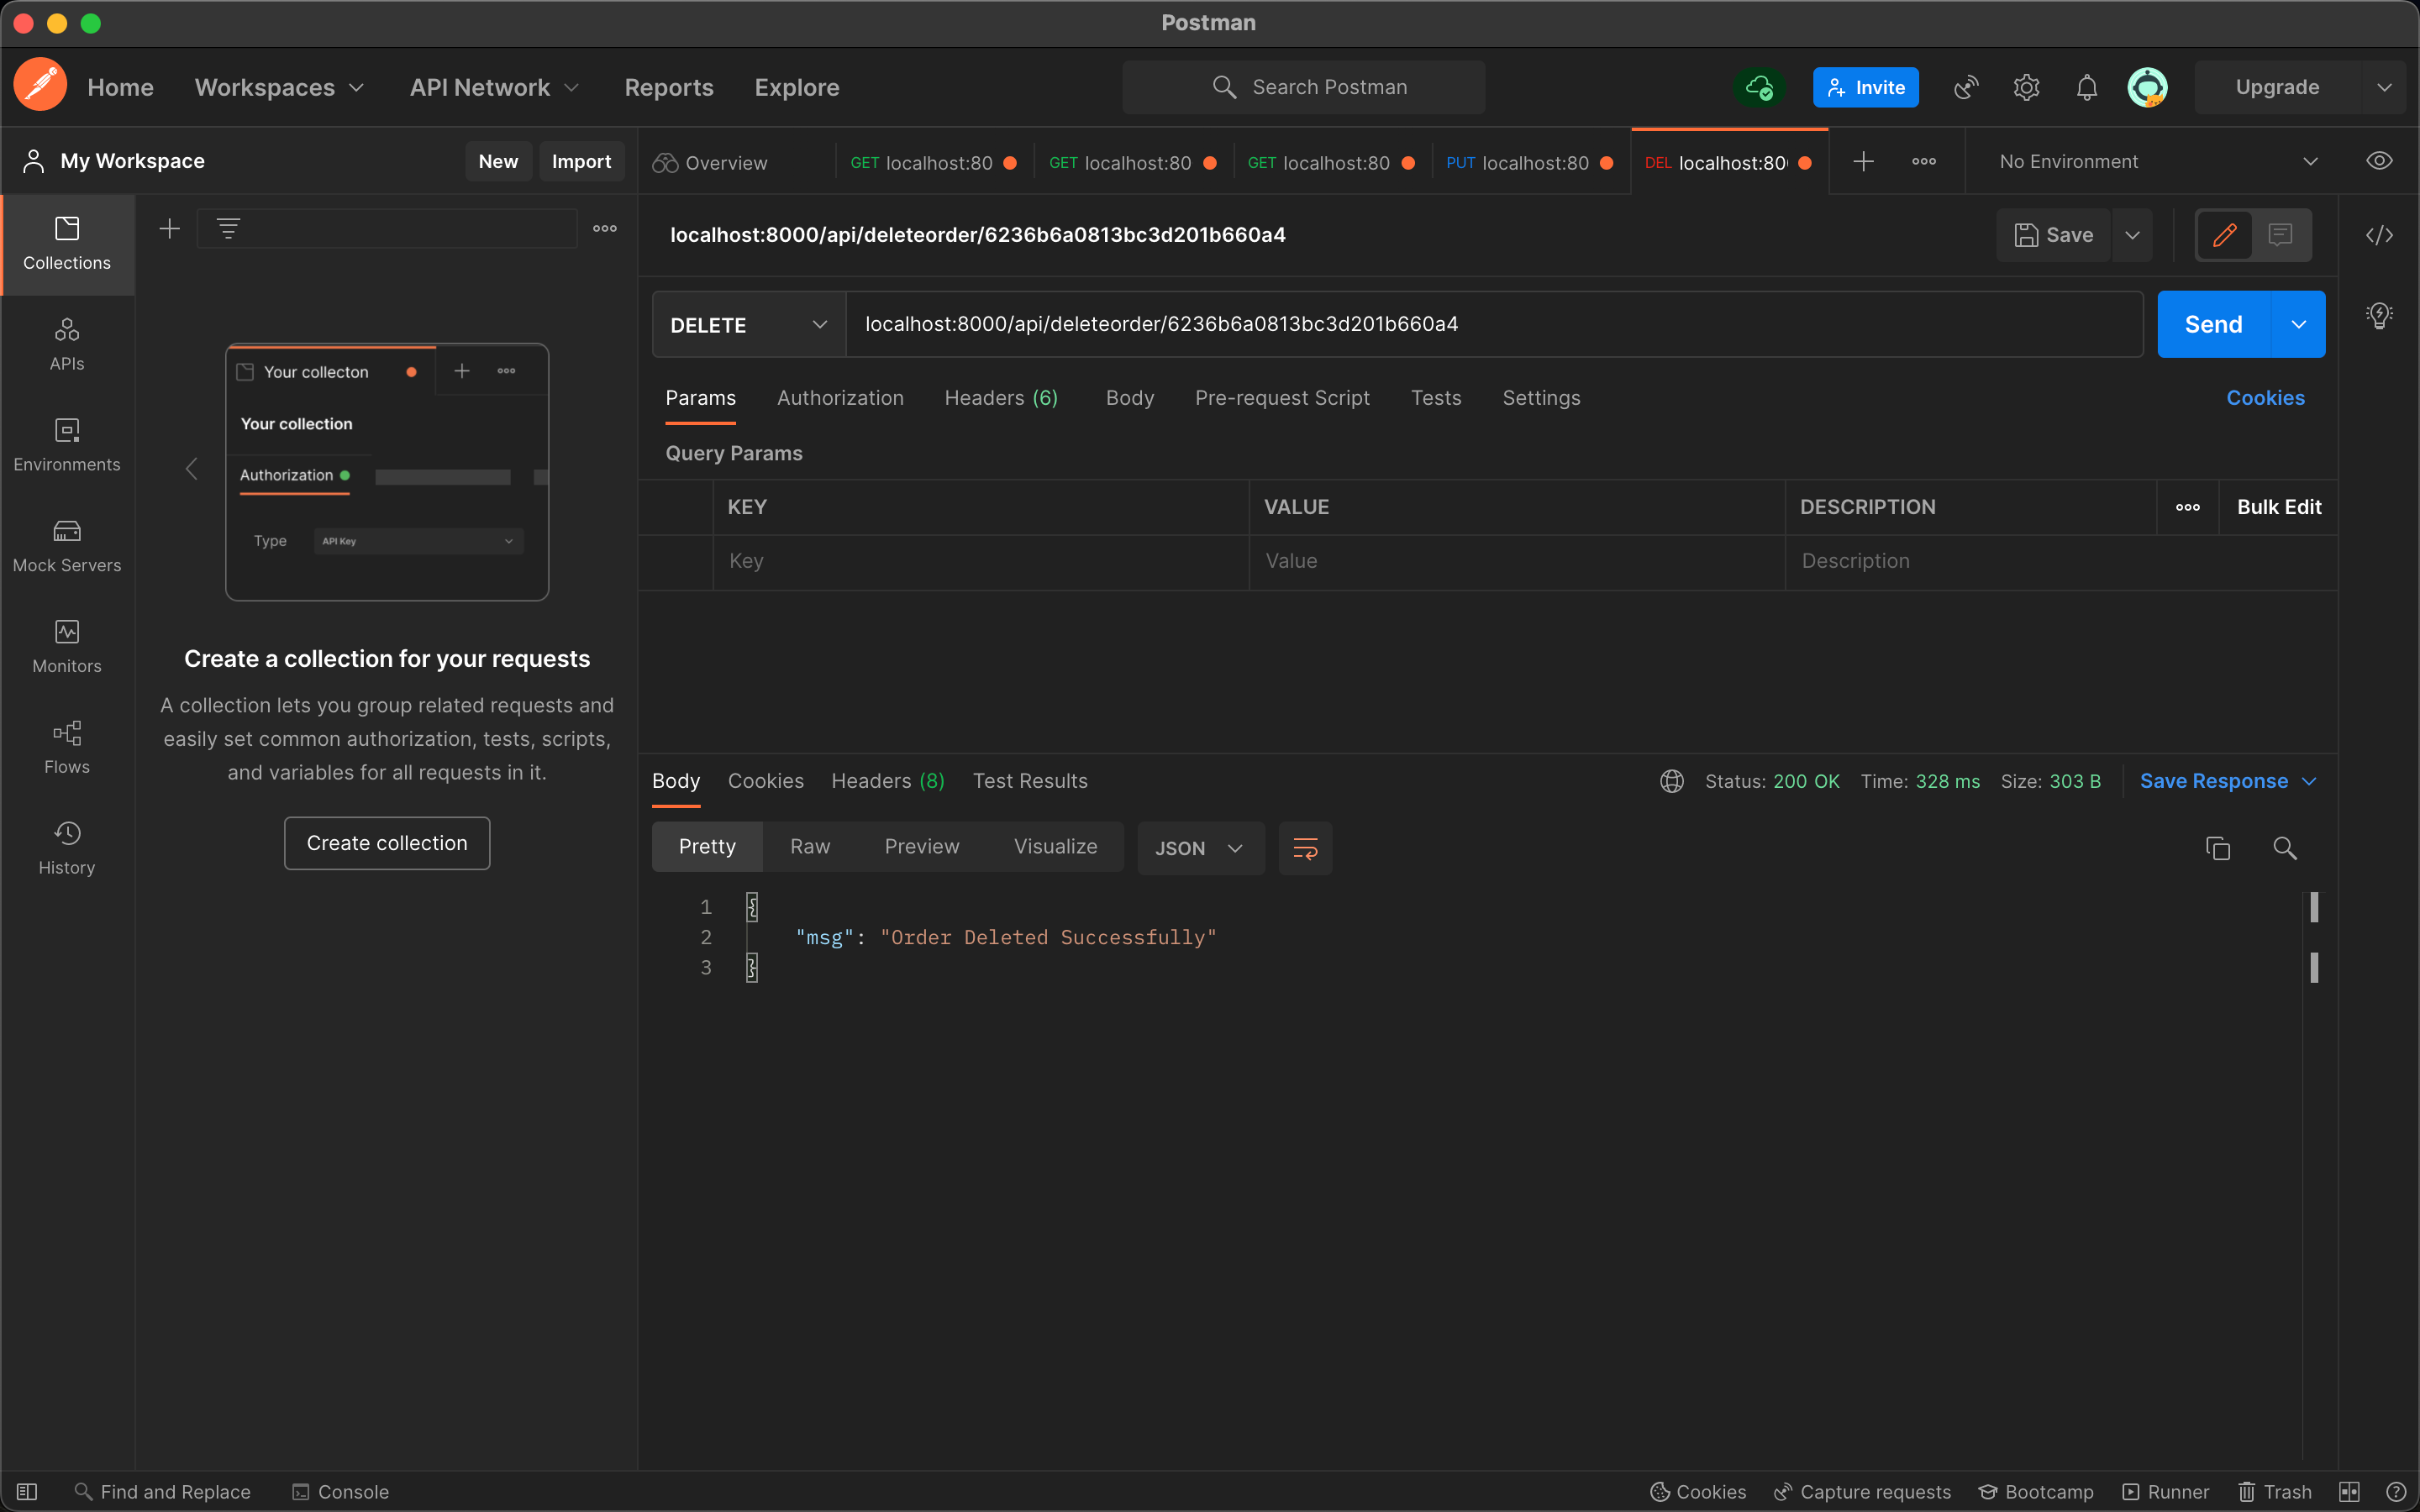 Postman
Home Workspaces API Network Reports Explore Search Postman Invite Upgrade
My Workspace New Import
Overview GET localhost:80 GET localhost:80 GET localhost:80 PUT localhost:80 DEL localhost:80 No Environment
Collections
APIs
Environments
Mock Servers
Monitors
Flows
History
Your collecton
Your collection
Authorization
Type API Key
Create a collection for your requests
A collection lets you group related requests and
easily set common authorization, tests, scripts,
and variables for all requests in it.
Create collection
localhost:8000/api/deleteorder/6236b6a0813bc3d201b660a4 Save
DELETE localhost:8000/api/deleteorder/6236b6a0813bc3d201b660a4 Send
Params Authorization Headers (6) Body Pre-request Script Tests Settings Cookies
Query Params
KEY VALUE DESCRIPTION Bulk Edit
Key Value Description
Body Cookies Headers (8) Test Results Status: 200 OK Time: 328 ms Size: 303 B Save Response
Pretty Raw Preview Visualize JSON
1 {
2 "msg": "Order Deleted Successfully"
3 }
Find and Replace Console Cookies Capture requests Bootcamp Runner Trash